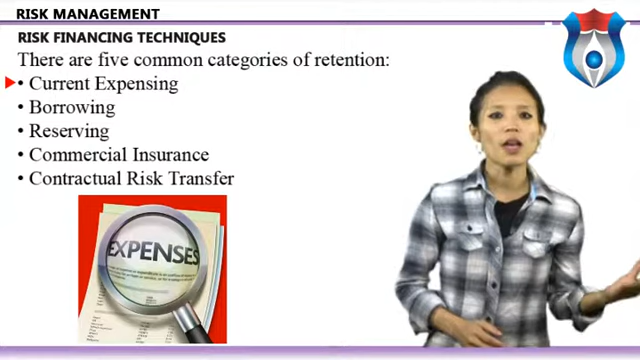 RISK MANAGEMENT
RISK FINANCING TECHNIQUES
There are five common categories of retention:
• Current Expensing
• Borrowing
• Reserving
• Commercial Insurance
• Contractual Risk Transfer
EXPENSES